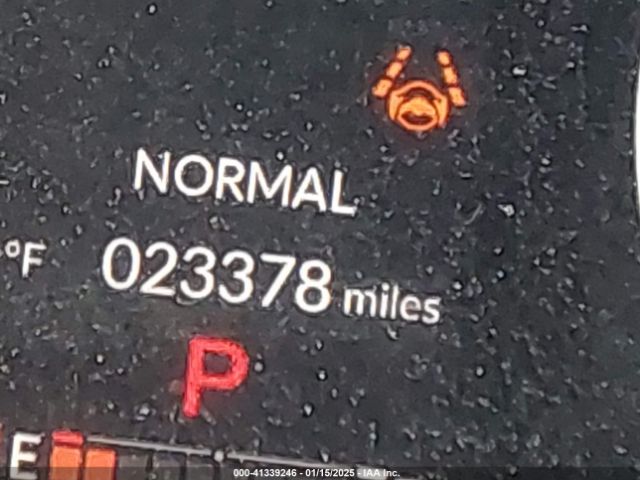 NORMAL
°F 023378 miles
P
E
000-41339246 - 01/15/2025 - IAA Inc.